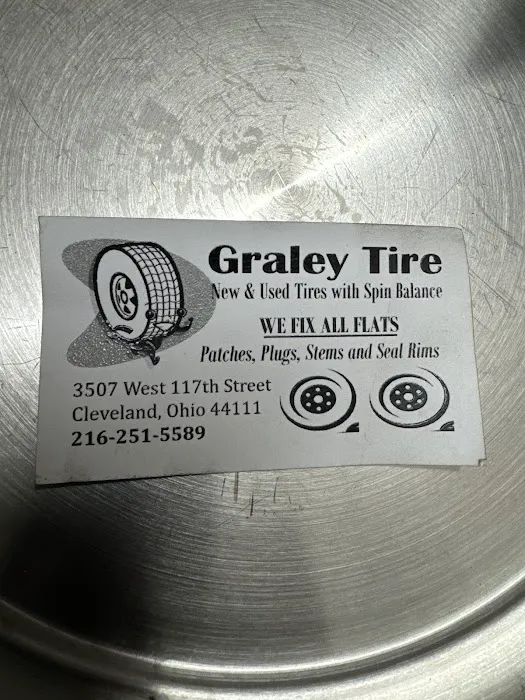 Graley Tire
New & Used Tires with Spin Balance
WE FIX ALL FLATS
Patches, Plugs, Stems and Seal Rims
3507 West 117th Street
Cleveland, Ohio 44111
216-251-5589